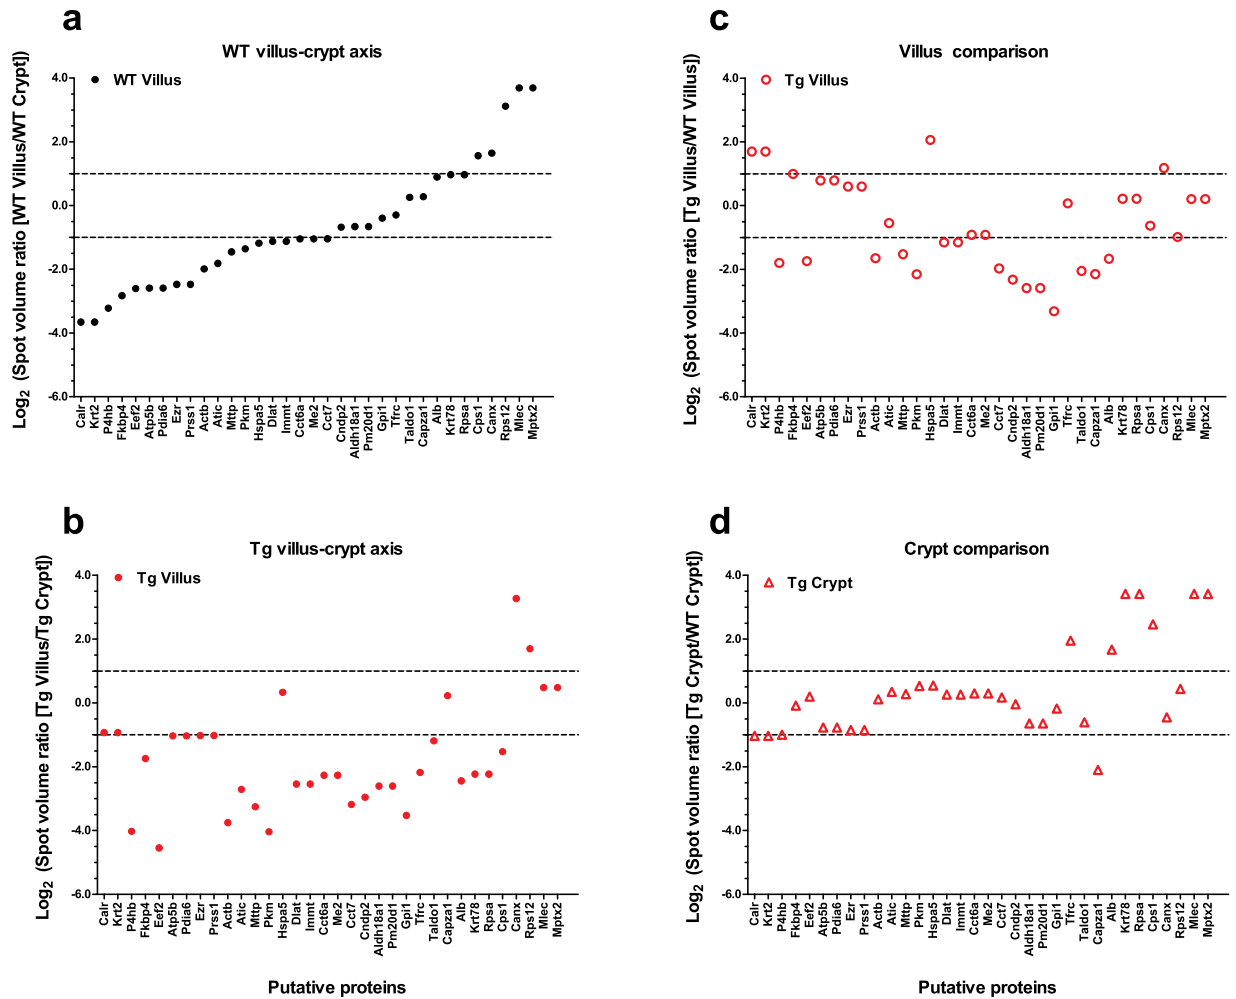 a
WT villus-crypt axis
Log2 (Spot volume ratio [WT Villus/WT Crypt])
WT Villus
4.0
2.0
0.0
-2.0
-4.0
-6.0
Calr Krt2 P4hb Fkbp4 Eef2 Atp5b Pdia6 Ezr Prss1 Actb Atic Mttp Pkm Hspa5 Dlat Immt Cct6a Me2 Cct7 Cndp2 Aldh18a1 Pm20d1 Gpi1 Tfrc Taldo1 Capza1 Alb Krt78 Rpsa Cps1 Canx Rps12 Mlec Mptx2
c
Villus comparison
Log2 (Spot volume ratio [Tg Villus/WT Villus])
Tg Villus
4.0
2.0
0.0
-2.0
-4.0
-6.0
Calr Krt2 P4hb Fkbp4 Eef2 Atp5b Pdia6 Ezr Prss1 Actb Atic Mttp Pkm Hspa5 Dlat Immt Cct6a Me2 Cct7 Cndp2 Aldh18a1 Pm20d1 Gpi1 Tfrc Taldo1 Capza1 Alb Krt78 Rpsa Cps1 Canx Rps12 Mlec Mptx2
b
Tg villus-crypt axis
Log2 (Spot volume ratio [Tg Villus/Tg Crypt])
Tg Villus
4.0
2.0
0.0
-2.0
-4.0
-6.0
Calr Krt2 P4hb Fkbp4 Eef2 Atp5b Pdia6 Ezr Prss1 Actb Atic Mttp Pkm Hspa5 Dlat Immt Cct6a Me2 Cct7 Cndp2 Aldh18a1 Pm20d1 Gpi1 Tfrc Taldo1 Capza1 Alb Krt78 Rpsa Cps1 Canx Rps12 Mlec Mptx2
Putative proteins
d
Crypt comparison
Log2 (Spot volume ratio [Tg Crypt/WT Crypt])
Tg Crypt
4.0
2.0
0.0
-2.0
-4.0
-6.0
Calr Krt2 P4hb Fkbp4 Eef2 Atp5b Pdia6 Ezr Prss1 Actb Atic Mttp Pkm Hspa5 Dlat Immt Cct6a Me2 Cct7 Cndp2 Aldh18a1 Pm20d1 Gpi1 Tfrc Taldo1 Capza1 Alb Krt78 Rpsa Cps1 Canx Rps12 Mlec Mptx2
Putative proteins